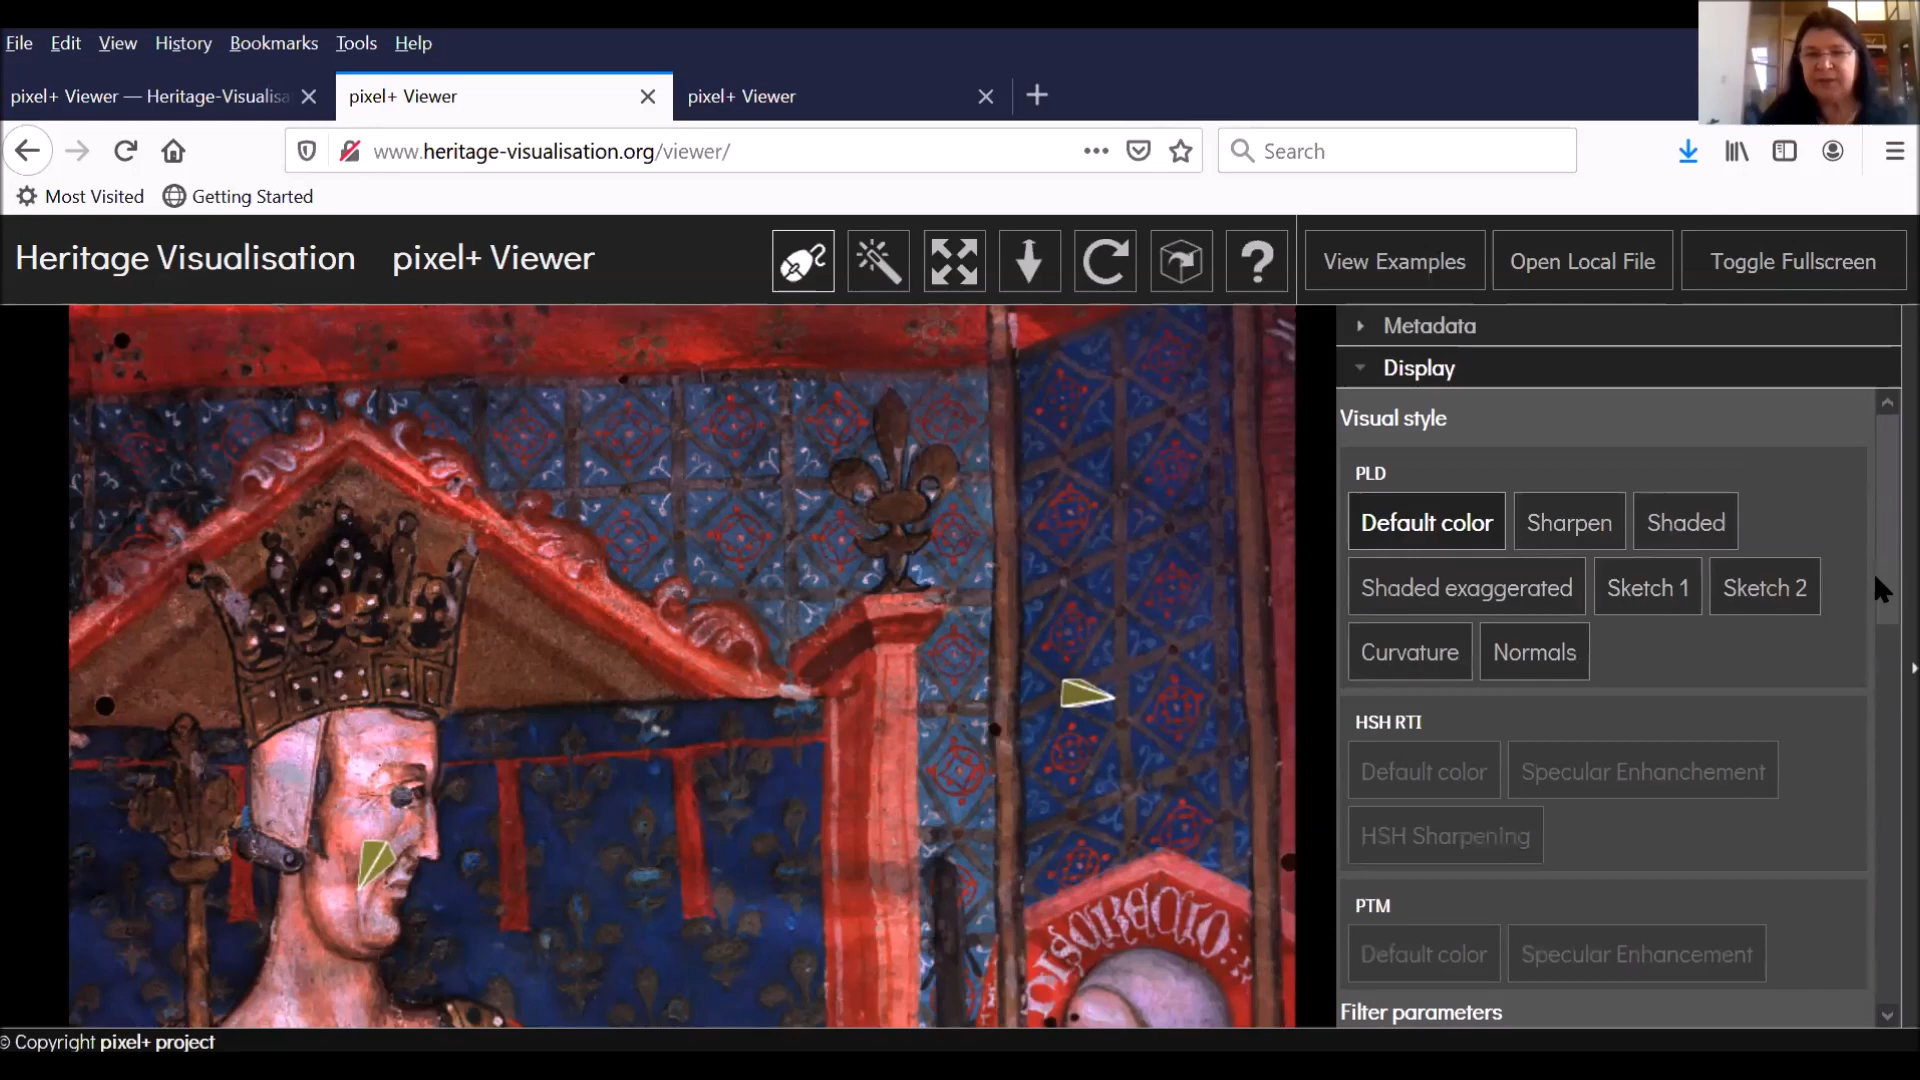 File Edit View History Bookmarks Tools Help
pixel+ Viewer — Heritage-Visualisa
pixel+ Viewer
pixel+ Viewer
www.heritage-visualisation.org/viewer/
Search
Most Visited Getting Started
Heritage Visualisation pixel+ Viewer
?
View Examples Open Local File Toggle Fullscreen
Metadata
Display
Visual style
PLD
Default color Sharpen Shaded
Shaded exaggerated Sketch 1 Sketch 2
Curvature Normals
HSH RTI
Default color Specular Enhanchement
HSH Sharpening
PTM
Default color Specular Enhancement
Filter parameters
© Copyright pixel+ project